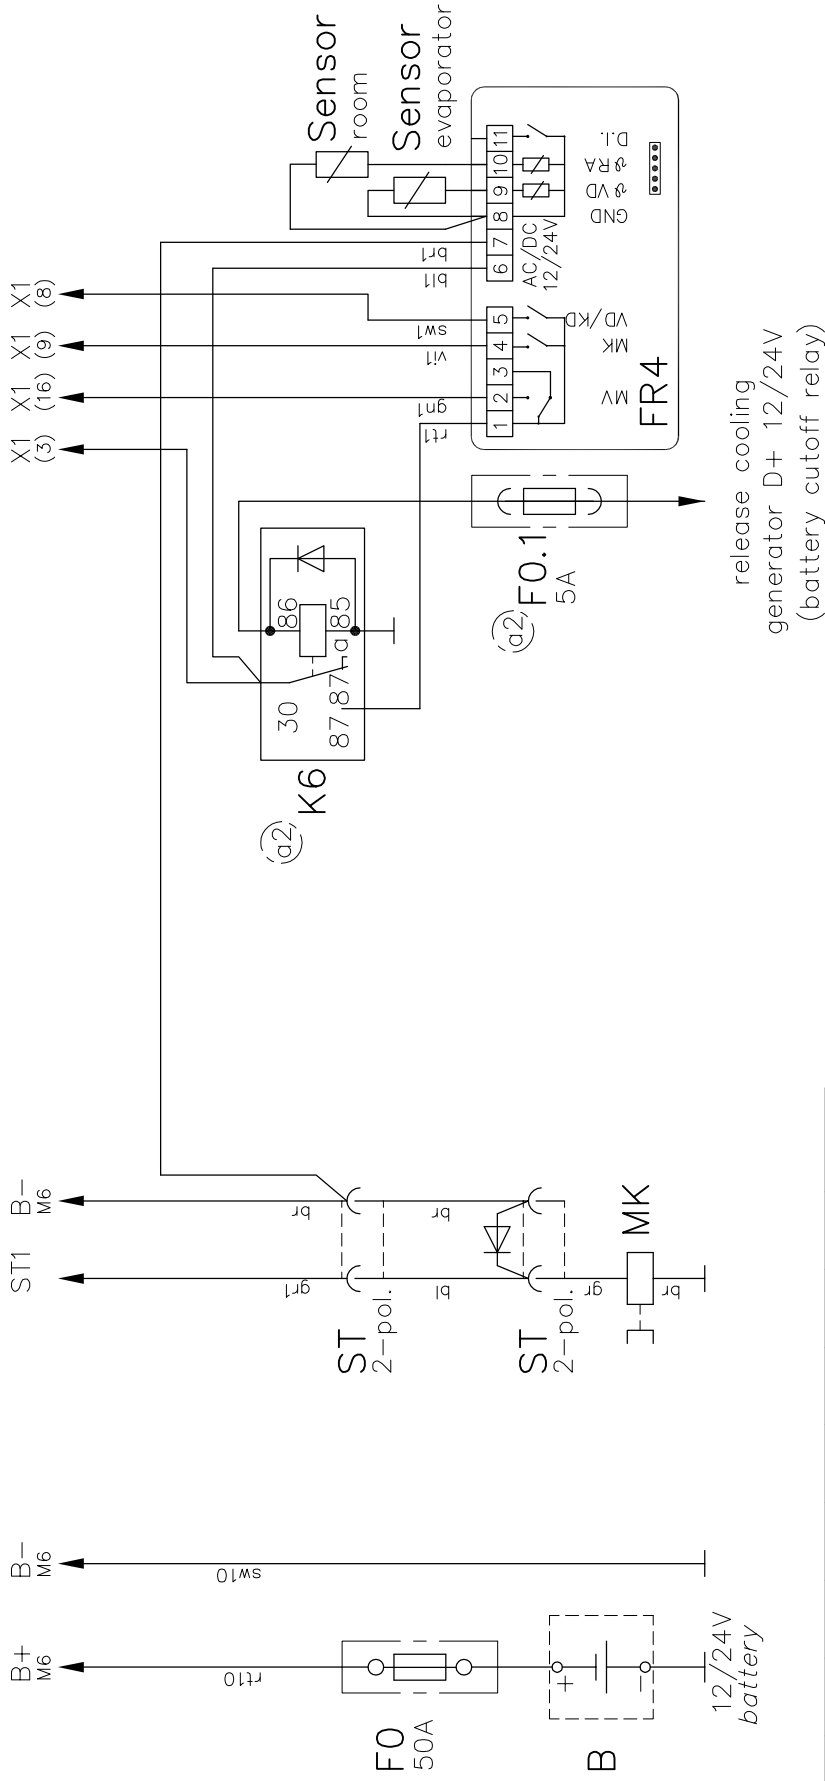 B+
M6
B−
M6
ST1
B−
M6
X1
(3)
X1
(16)
X1
(9)
X1
(8)
rt10
sw10
gr1
br
bl
br
gr
br
F0
50A
B
+
−
12/24V
battery
ST
2-pol.
ST
2-pol.
MK
(a2)
K6
30
86
87
87
a
85
(a2)
F0.1
5A
Sensor
room
Sensor
evaporator
rt1
gn1
vi1
sw1
bl1
br1
1
2
3
4
5
6
7
8
9
10
11
AC/DC
12/24V
MV
MK
VD/KD
GND
ϑVD
ϑRA
D.I.
FR4
release cooling
generator D+ 12/24V
(battery cutoff relay)